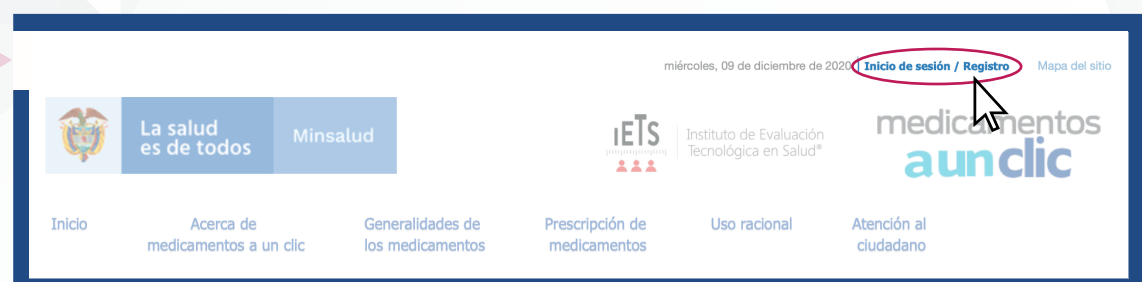 miércoles, 09 de diciembre de 2020 | Inicio de sesión / Registro Mapa del sitio
La salud
es de todos
Minsalud
IETS
Instituto de Evaluación
Tecnológica en Salud®
medicamentos
a un clic
Inicio
Acerca de
medicamentos a un clic
Generalidades de
los medicamentos
Prescripción de
medicamentos
Uso racional
Atención al
ciudadano